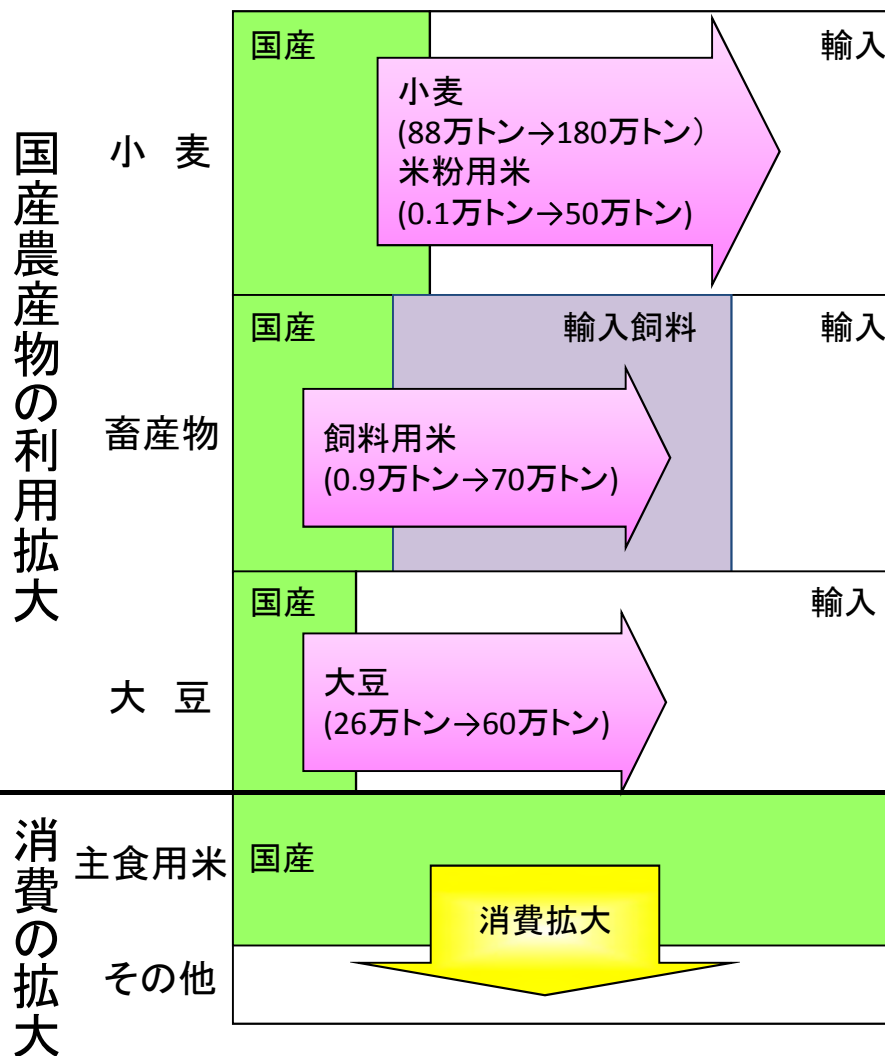 国産農産物の利用拡大
小 麦
国産
輸入
小麦
(88万トン→180万トン）
米粉用米
(0.1万トン→50万トン)
畜産物
国産
輸入飼料
輸入
飼料用米
(0.9万トン→70万トン)
大 豆
国産
輸入
大豆
(26万トン→60万トン)
消費の拡大
主食用米
国産
消費拡大
その他